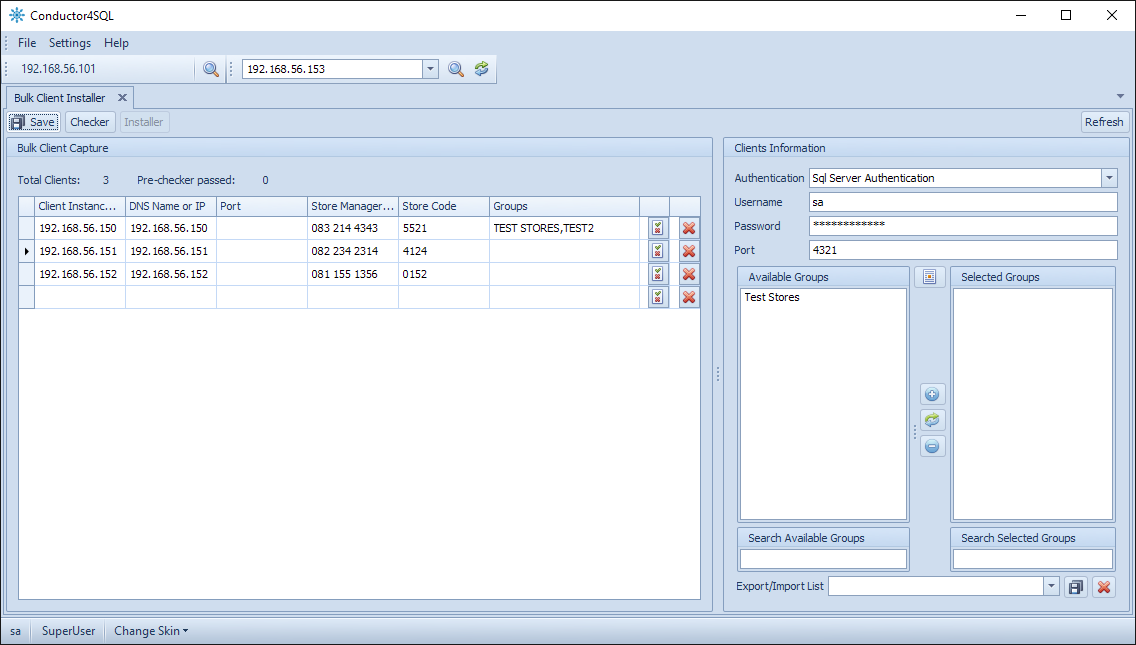 Conductor4SQL
File Settings Help
192.168.56.101 192.168.56.153
Bulk Client Installer
Save Checker Installer Refresh
Bulk Client Capture
Total Clients: 3 Pre-checker passed: 0
Client Instanc... DNS Name or IP Port Store Manager... Store Code Groups
192.168.56.150 192.168.56.150 083 214 4343 5521 TEST STORES,TEST2
192.168.56.151 192.168.56.151 082 234 2314 4124
192.168.56.152 192.168.56.152 081 155 1356 0152
Clients Information
Authentication Sql Server Authentication
Username sa
Password ************
Port 4321
Available Groups Selected Groups
Test Stores
Search Available Groups Search Selected Groups
Export/Import List
sa SuperUser Change Skin